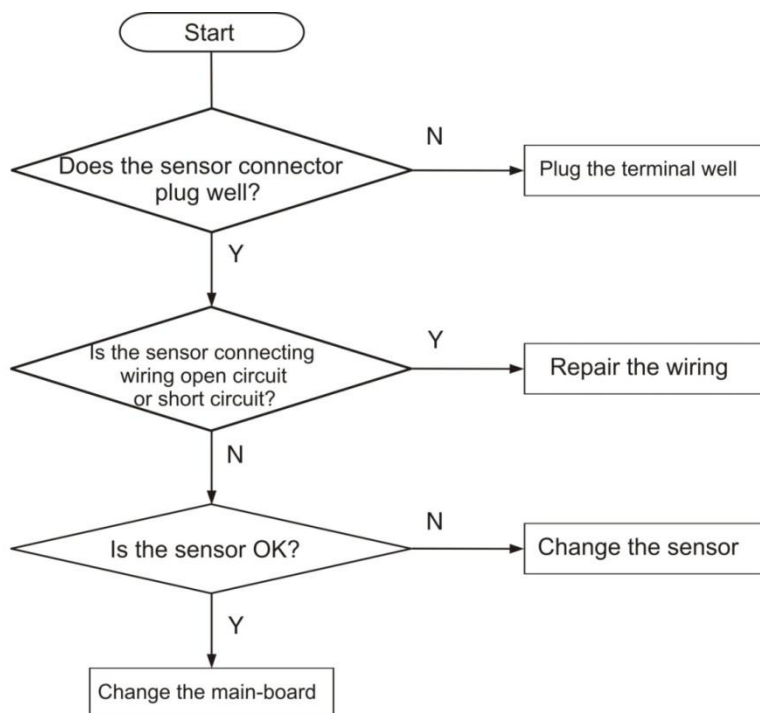 Start
Does the sensor connector
plug well?
N
Plug the terminal well
Y
Is the sensor connecting
wiring open circuit
or short circuit?
Y
Repair the wiring
N
Is the sensor OK?
N
Change the sensor
Y
Change the main-board